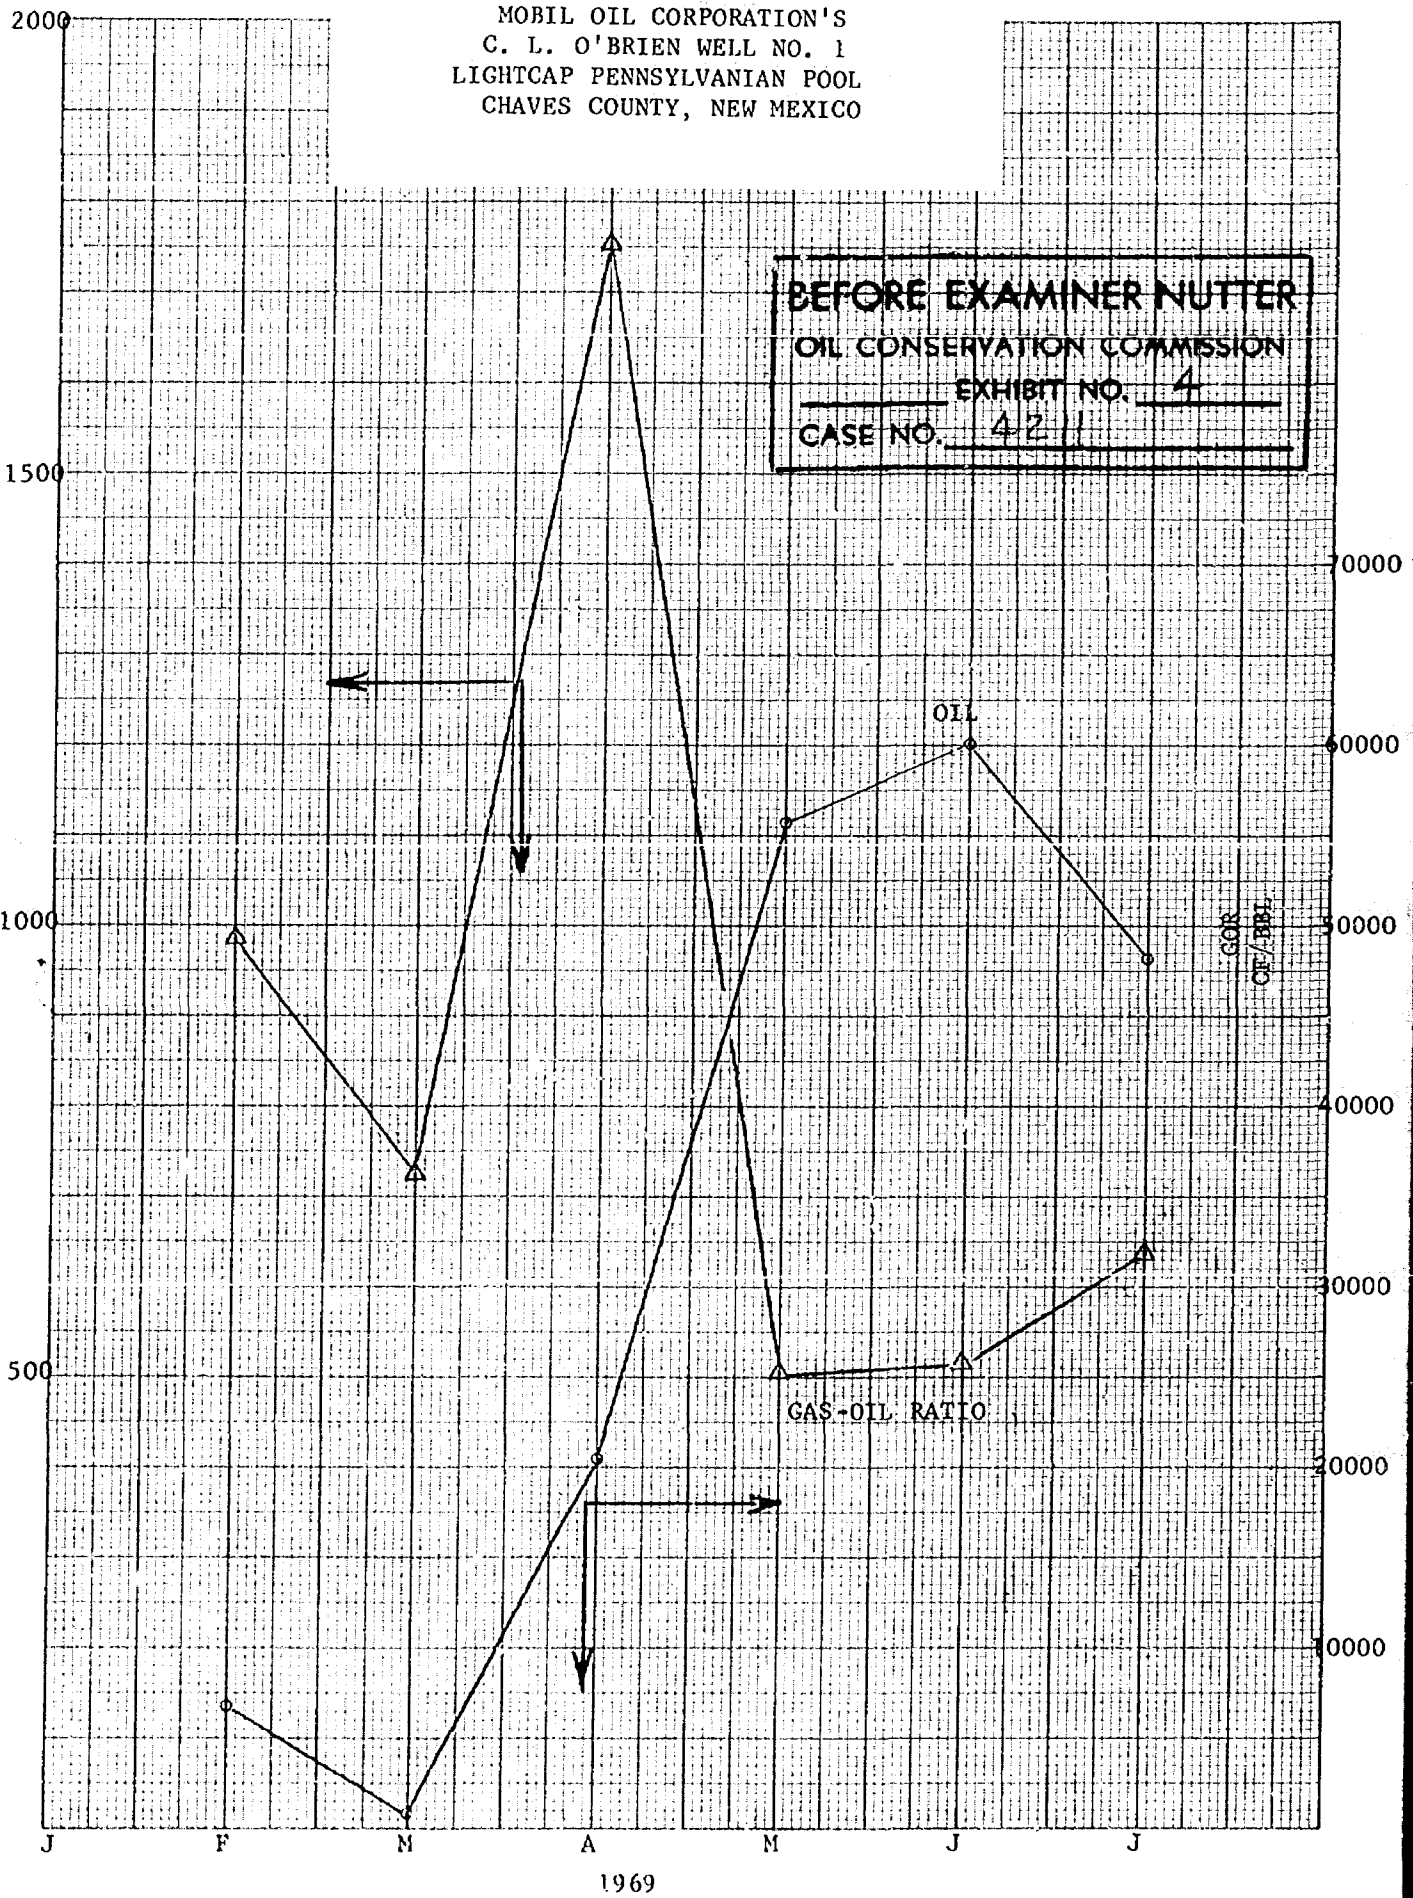 MOBIL OIL CORPORATION'S
C. L. O'BRIEN WELL NO. 1
LIGHTCAP PENNSYLVANIAN POOL
CHAVES COUNTY, NEW MEXICO
2000
BEFORE EXAMINER NUTTER
OIL CONSERVATION COMMISSION
EXHIBIT NO. 4
CASE NO. 4211
1500
70000
OIL
60000
1000
GOR
CF/BBL
50000
40000
30000
500
GAS-OIL RATIO
20000
10000
J F M A M J J
1969